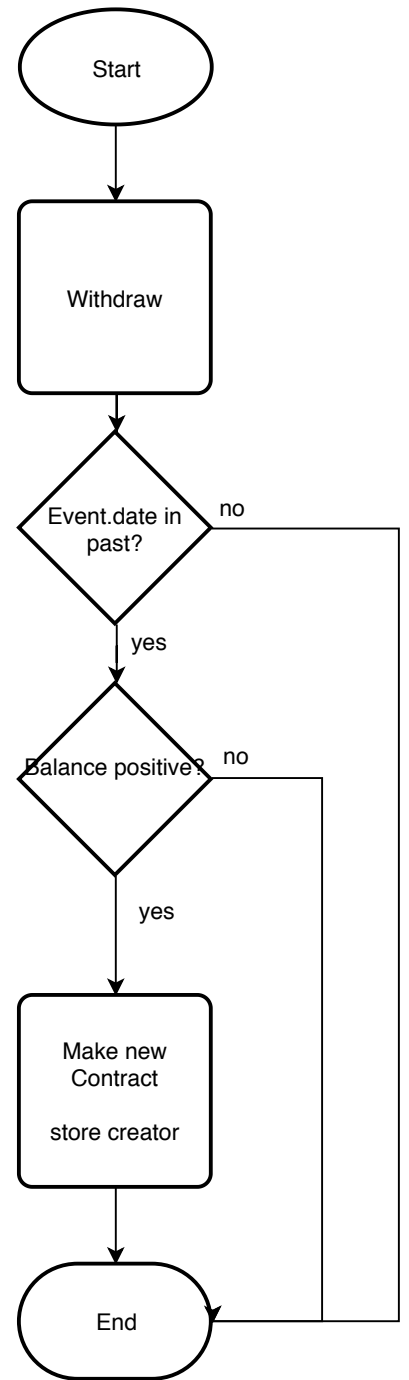 Start
Withdraw
Event.date in
past?
no
yes
Balance positive?
no
yes
Make new
Contract
store creator
End